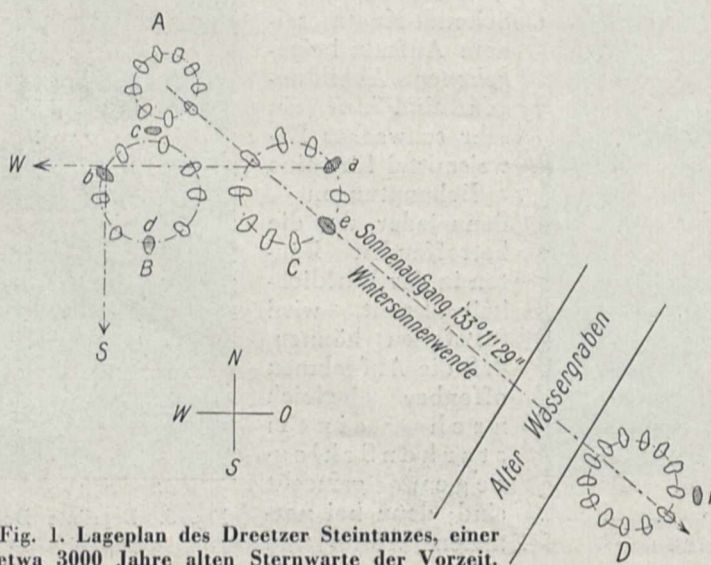 A
c
W
b
a
d
B
e
C
Sonnenaufgang 133°11'29"
Wintersonnenwende
S
N
W O
S
Alter Wassergraben
D
Fig. 1. Lageplan des Dreetzer Steintanzes, einer
etwa 3000 Jahre alten Sternwarte der Vorzeit.